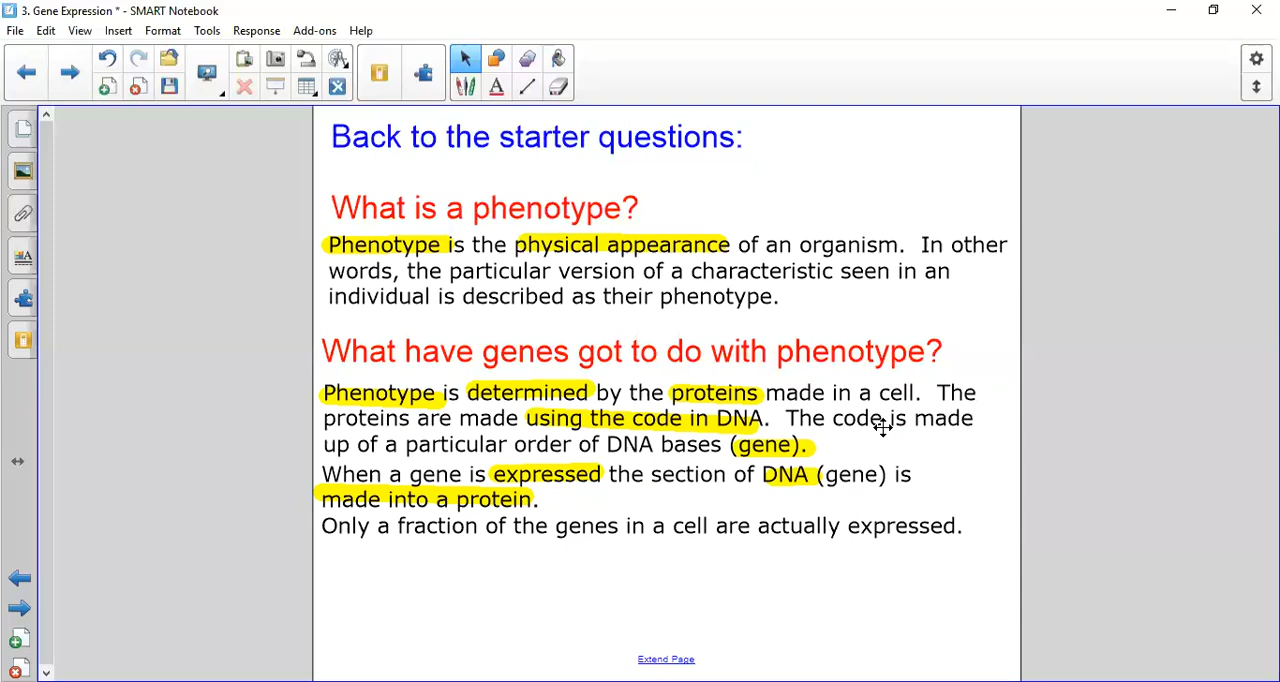 3. Gene Expression * - SMART Notebook
File Edit View Insert Format Tools Response Add-ons Help
Back to the starter questions:
What is a phenotype?
Phenotype is the physical appearance of an organism. In other
words, the particular version of a characteristic seen in an
individual is described as their phenotype.
What have genes got to do with phenotype?
Phenotype is determined by the proteins made in a cell. The
proteins are made using the code in DNA. The code is made
up of a particular order of DNA bases (gene).
When a gene is expressed the section of DNA (gene) is
made into a protein.
Only a fraction of the genes in a cell are actually expressed.
Extend Page